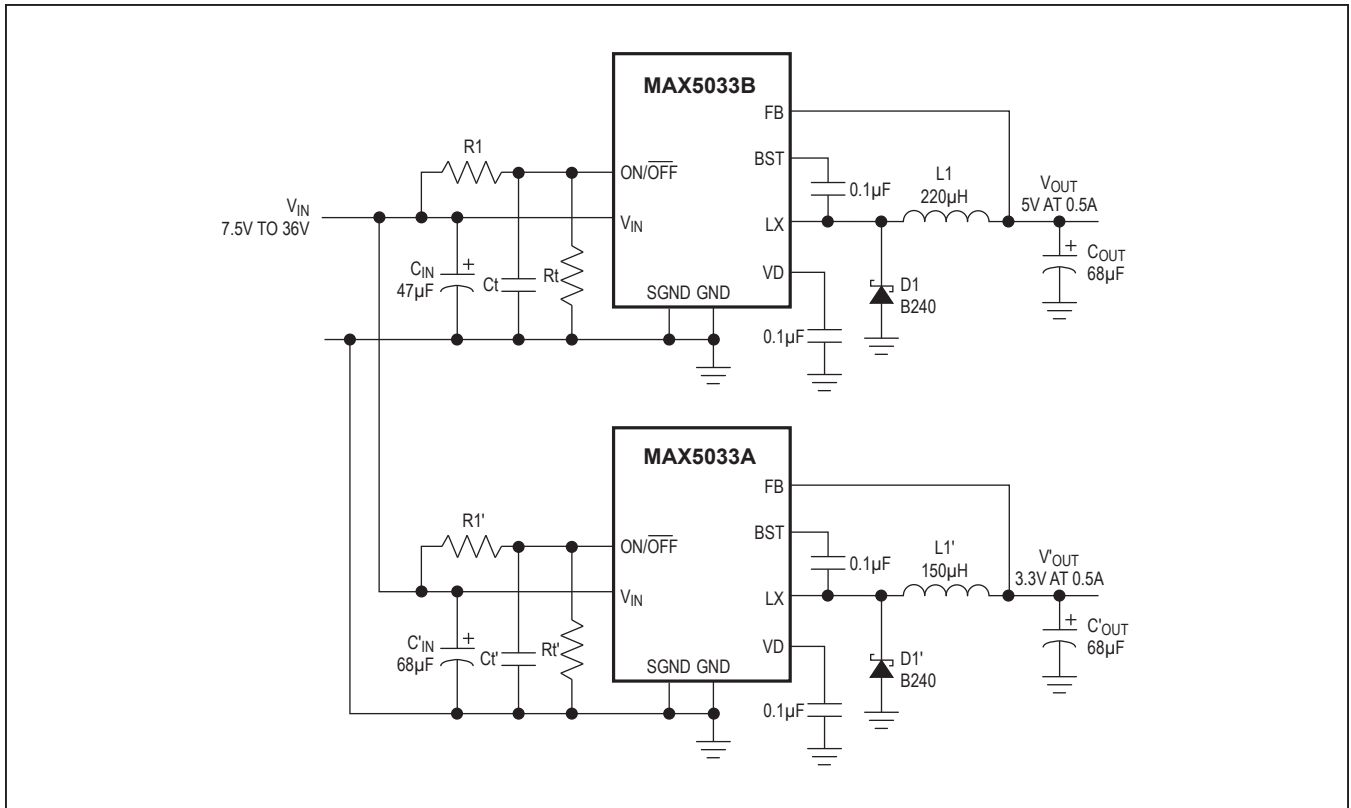 MAX5033B
FB
R1
BST
L1
220µH
VOUT
5V AT 0.5A
ON/OFF
0.1µF
VIN
7.5V TO 36V
VIN
LX
CIN
47µF
+
Ct
Rt
VD
D1
B240
+
COUT
68µF
SGND GND
0.1µF
MAX5033A
FB
R1'
BST
L1'
150µH
V'OUT
3.3V AT 0.5A
ON/OFF
0.1µF
VIN
LX
C'IN
68µF
+
Ct'
Rt'
VD
D1'
B240
+
C'OUT
68µF
SGND GND
0.1µF